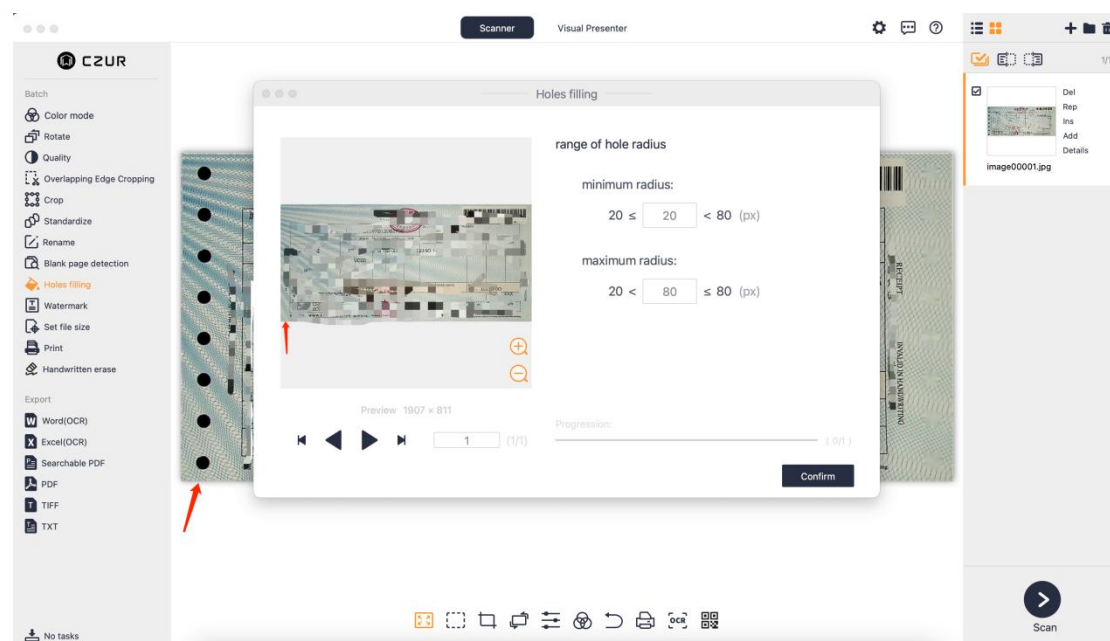 Scanner
Visual Presenter
CZUR
Batch
Color mode
Rotate
Quality
Overlapping Edge Cropping
Crop
Standardize
Rename
Blank page detection
Holes filling
Watermark
Set file size
Print
Handwritten erase
Export
Word(OCR)
Excel(OCR)
Searchable PDF
PDF
TIFF
TXT
No tasks
Holes filling
range of hole radius
minimum radius:
20 ≤ 20 < 80 (px)
maximum radius:
20 < 80 ≤ 80 (px)
Preview 1907 × 811
1 (1/1)
Progression:
( 0/1 )
Confirm
RECEIPT
INVALID IN HANDWRITING
OCR
1/1
Del
Rep
Ins
Add
Details
image00001.jpg
Scan